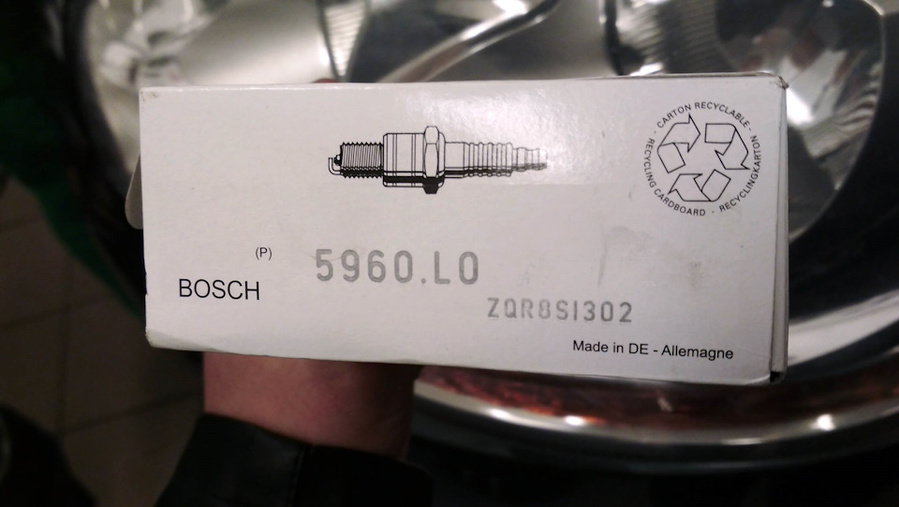 · CARTON RECYCLABLE ·
RECYCLINGKARTON ·
RECYCLING CARDBOARD
(P)
BOSCH
5960.L0
ZQR8SI302
Made in DE - Allemagne